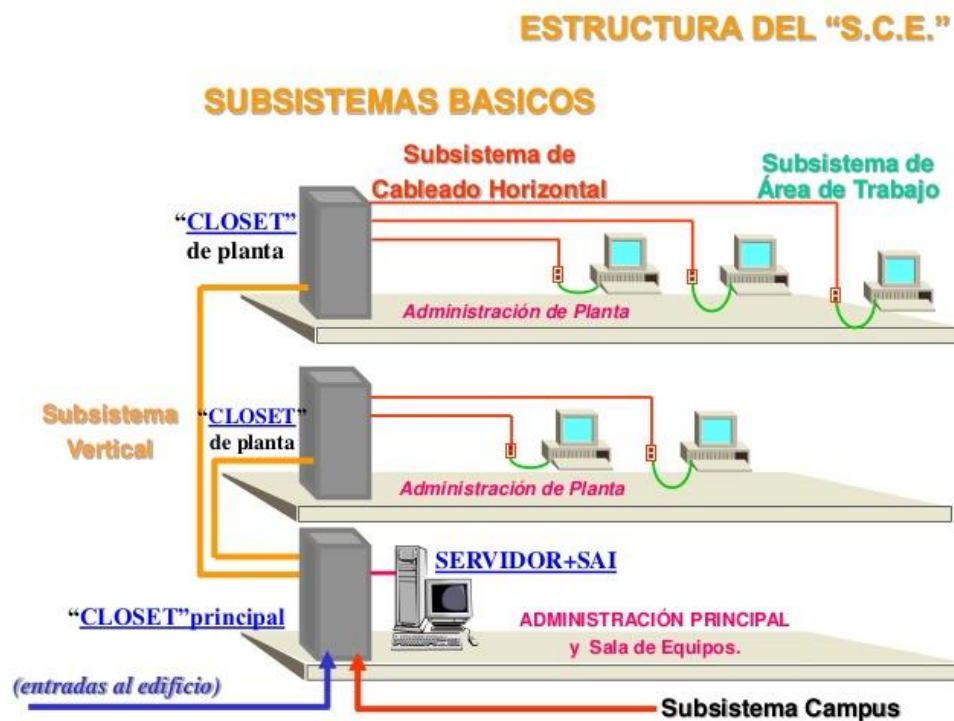 ESTRUCTURA DEL “S.C.E.”
SUBSISTEMAS BASICOS
Subsistema de
Cableado Horizontal
Subsistema de
Área de Trabajo
“CLOSET”
de planta
Administración de Planta
Subsistema
Vertical
“CLOSET”
de planta
Administración de Planta
SERVIDOR+SAI
“CLOSET”principal
ADMINISTRACIÓN PRINCIPAL
y Sala de Equipos.
(entradas al edificio)
Subsistema Campus